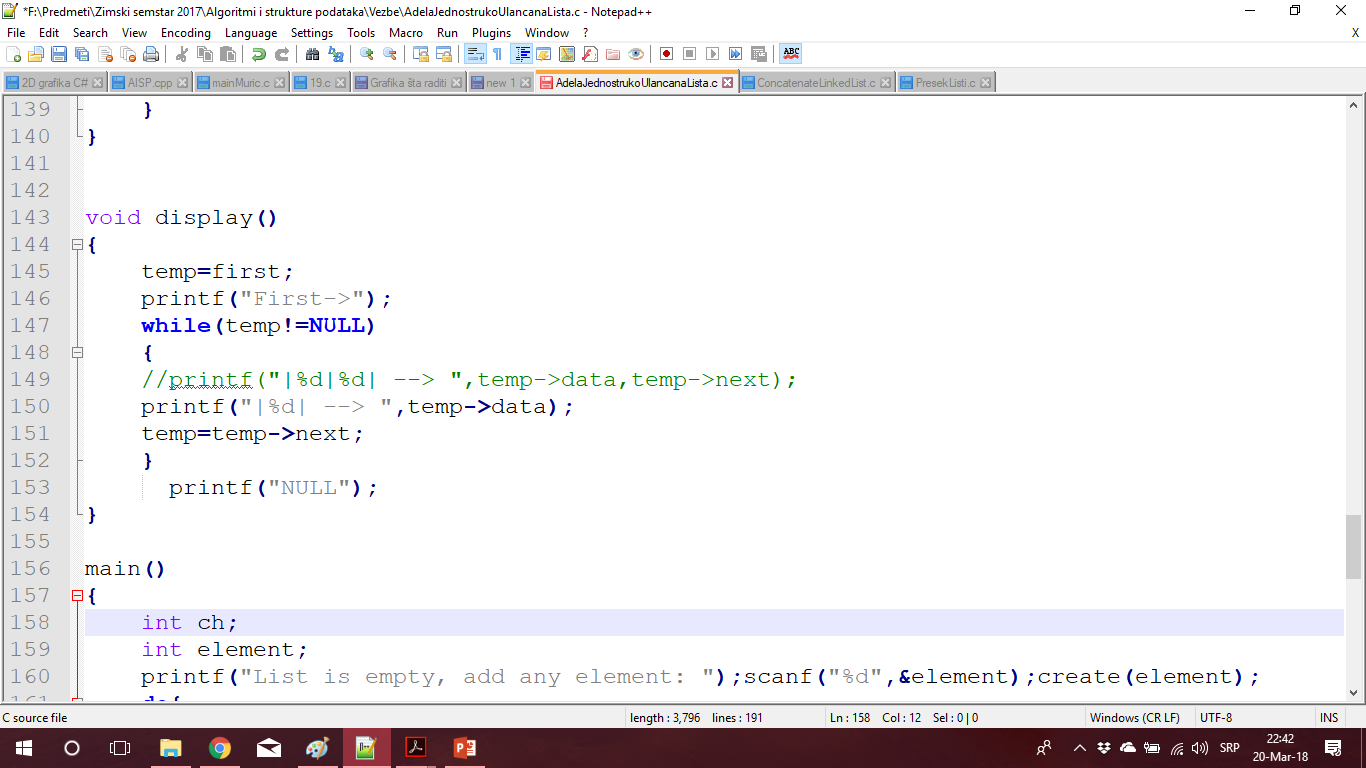 *F:\Predmeti\Zimski semstar 2017\Algoritmi i strukture podataka\Vezbe\AdelaJednostrukoUlancanaLista.c - Notepad++
File Edit Search View Encoding Language Settings Tools Macro Run Plugins Window ? X
ABC
2D grafika C# AISP.cpp mainMuric.c 19.c Grafika šta raditi new 1 AdelaJednostrukoUlancanaLista.c ConcatenateLinkedList.c PresekListi.c
139 }
140 }
141
142
143 void display()
144 {
145 temp=first;
146 printf("First->");
147 while(temp!=NULL)
148 {
149 //printf("|%d|%d| --> ",temp->data,temp->next);
150 printf("|%d| --> ",temp->data);
151 temp=temp->next;
152 }
153 printf("NULL");
154 }
155
156 main()
157 {
158 int ch;
159 int element;
160 printf("List is empty, add any element: ");scanf("%d",&element);create(element);
161 do{
C source file length : 3,796 lines : 191 Ln : 158 Col : 12 Sel : 0 | 0 Windows (CR LF) UTF-8 INS
SRP
22:42
20-Mar-18